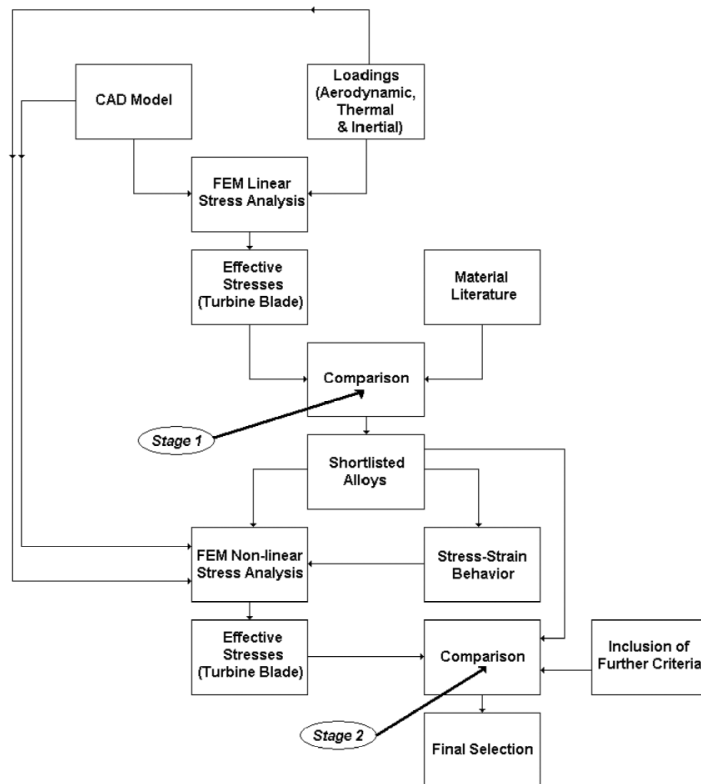 CAD Model
Loadings
(Aerodynamic,
Thermal
& Inertial)
FEM Linear
Stress Analysis
Effective
Stresses
(Turbine Blade)
Material
Literature
Comparison
Stage 1
Shortlisted
Alloys
FEM Non-linear
Stress Analysis
Stress-Strain
Behavior
Effective
Stresses
(Turbine Blade)
Comparison
Inclusion of
Further Criteria
Stage 2
Final Selection